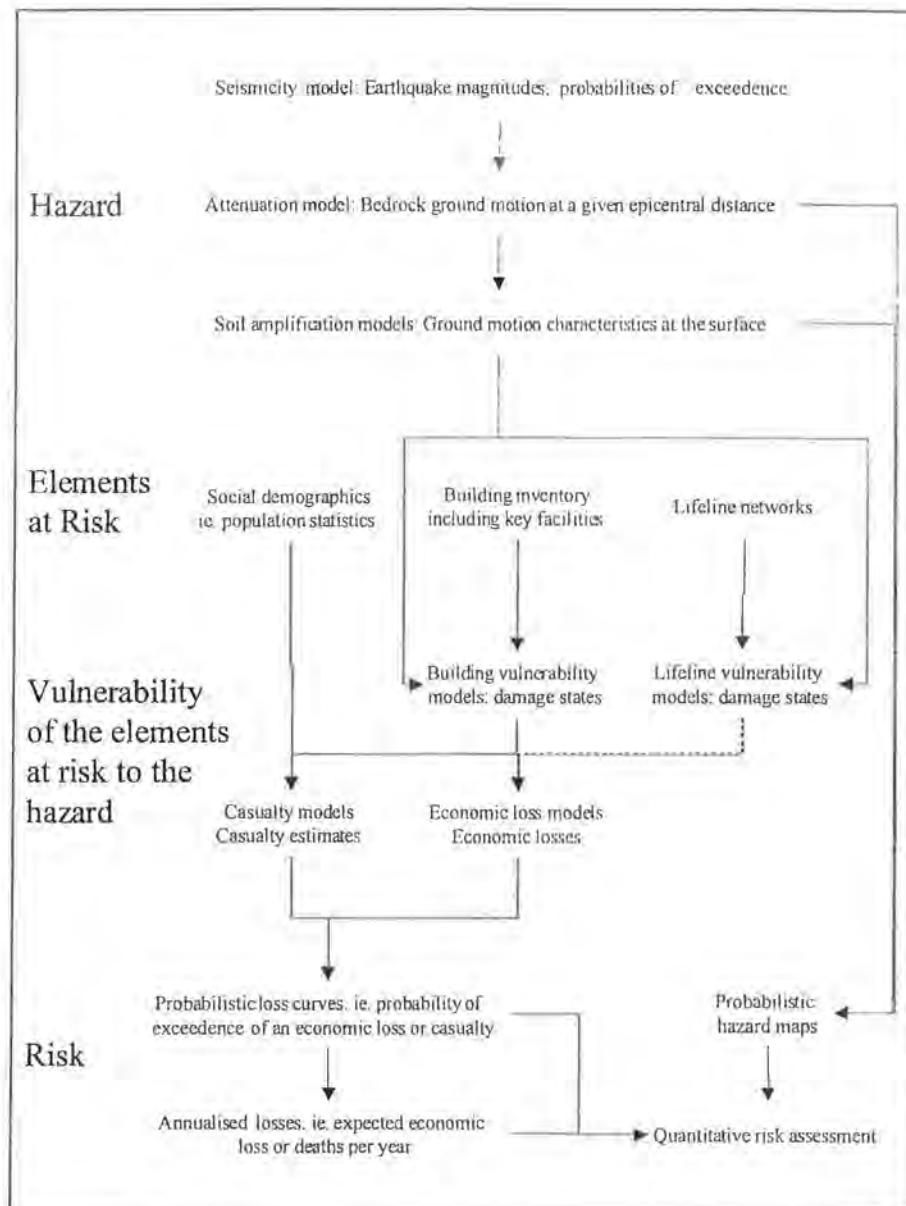 Seismicity model: Earthquake magnitudes, probabilities of exceedence
Hazard
Attenuation model: Bedrock ground motion at a given epicentral distance
Soil amplification models: Ground motion characteristics at the surface
Elements
at Risk
Social demographics
ie. population statistics
Building inventory
including key facilities
Lifeline networks
Vulnerability
of the elements
at risk to the
hazard
Building vulnerability
models: damage states
Lifeline vulnerability
models: damage states
Casualty models
Casualty estimates
Economic loss models
Economic losses
Risk
Probabilistic loss curves. ie. probability of
exceedence of an economic loss or casualty
Probabilistic
hazard maps
Annualised losses. ie. expected economic
loss or deaths per year
Quantitative risk assessment